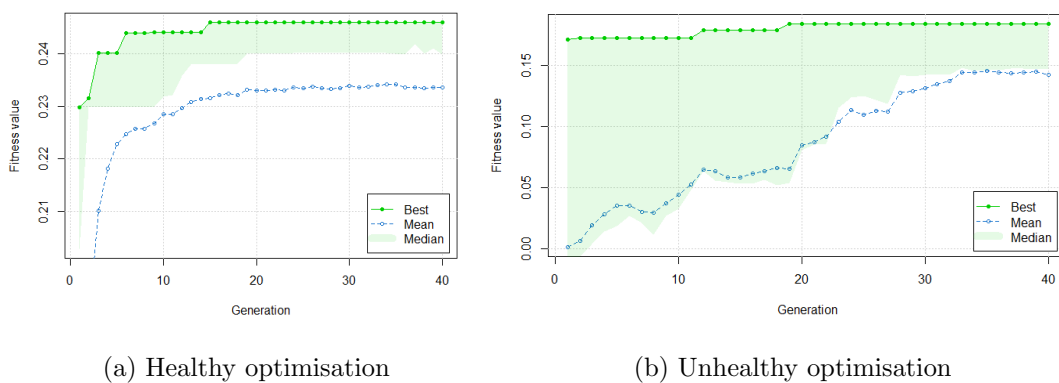 Fitness value
0.21 0.22 0.23 0.24
0 10 20 30 40
Generation
Best
Mean
Median
(a) Healthy optimisation
Fitness value
0.00 0.05 0.10 0.15
0 10 20 30 40
Generation
Best
Mean
Median
(b) Unhealthy optimisation